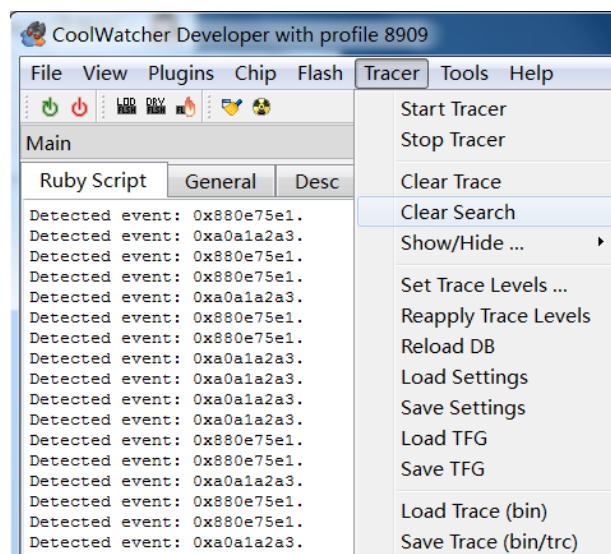 CoolWatcher Developer with profile 8909
File View Plugins Chip Flash Tracer Tools Help
LOD FLSH DRV FLSH
Main
Ruby Script General Desc
Detected event: 0x880e75e1.
Detected event: 0xa0a1a2a3.
Detected event: 0x880e75e1.
Detected event: 0x880e75e1.
Detected event: 0xa0a1a2a3.
Detected event: 0x880e75e1.
Detected event: 0x880e75e1.
Detected event: 0xa0a1a2a3.
Detected event: 0x880e75e1.
Detected event: 0xa0a1a2a3.
Detected event: 0xa0a1a2a3.
Detected event: 0x880e75e1.
Detected event: 0x880e75e1.
Detected event: 0xa0a1a2a3.
Detected event: 0x880e75e1.
Detected event: 0x880e75e1.
Detected event: 0xa0a1a2a3.
Start Tracer
Stop Tracer
Clear Trace
Clear Search
Show/Hide ...
Set Trace Levels ...
Reapply Trace Levels
Reload DB
Load Settings
Save Settings
Load TFG
Save TFG
Load Trace (bin)
Save Trace (bin/trc)